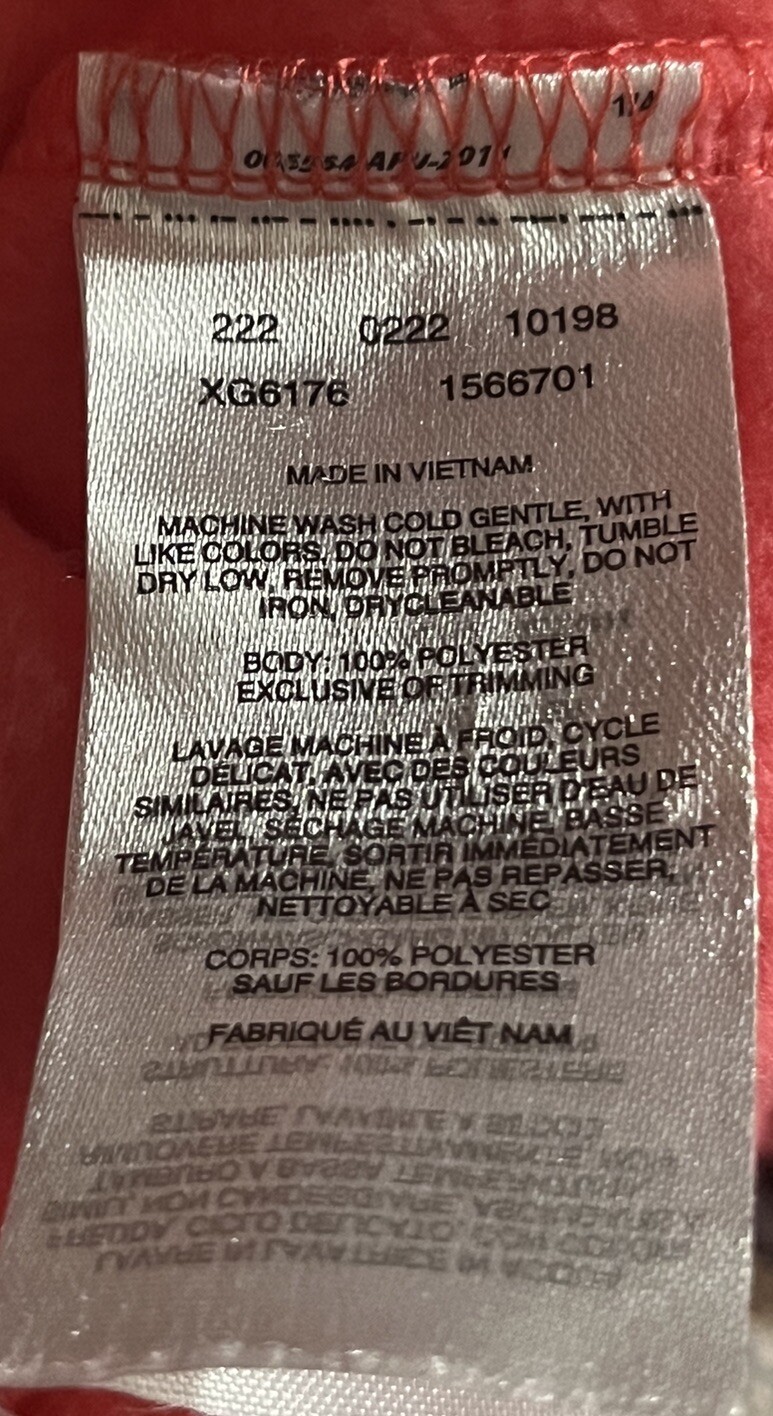 1/4
222 0222 10198
XG6176 1566701
MADE IN VIETNAM
MACHINE WASH COLD GENTLE, WITH
LIKE COLORS, DO NOT BLEACH, TUMBLE
DRY LOW, REMOVE PROMPTLY, DO NOT
IRON, DRYCLEANABLE
BODY: 100% POLYESTER
EXCLUSIVE OF TRIMMING
LAVAGE MACHINE À FROID, CYCLE
DÉLICAT, AVEC DES COULEURS
SIMILAIRES, NE PAS UTILISER D'EAU DE
JAVEL, SÉCHAGE MACHINE, BASSE
TEMPÉRATURE, SORTIR IMMÉDIATEMENT
DE LA MACHINE, NE PAS REPASSER,
NETTOYABLE À SEC
CORPS: 100% POLYESTER
SAUF LES BORDURES
FABRIQUÉ AU VIÊT NAM